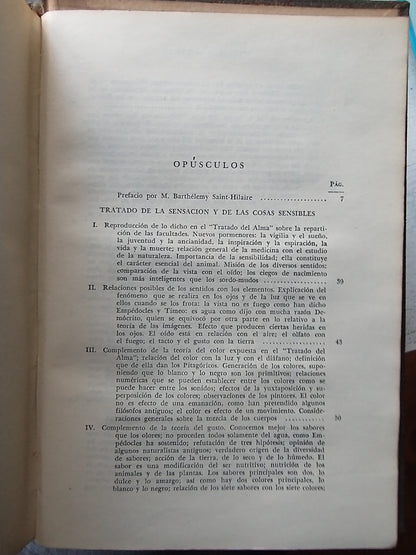 OPÚSCULOS
PÁG.
Prefacio por M. Barthélemy Saint-Hilaire .................... 7
TRATADO DE LA SENSACION Y DE LAS COSAS SENSIBLES
I. Reproducción de lo dicho en el "Tratado del Alma" sobre la reparti-
ción de las facultades. Nuevos pormenores: la vigilia y el sueño,
la juventud y la ancianidad, la inspiración y la espiración, la
vida y la muerte; relación general de la medicina con el estudio
de la naturaleza. Importancia de la sensibilidad; ella constituye
el carácter esencial del animal. Misión de los diversos sentidos:
comparación de la vista con el oído; los ciegos de nacimiento
son más inteligentes que los sordo-mudos .................... 39
II. Relaciones posibles de los sentidos con los elementos. Explicación del
fenómeno que se realiza en los ojos y de la luz que se ve en
ellos cuando se los frota: la vista no es fuego como han dicho
Empédocles y Timeo: es agua como dijo con mucha razón De-
mócrito, quien se equivocó por otra parte en lo relativo a la
teoría de las imágenes. Efecto que producen ciertas heridas en
los ojos. El oído está en relación con el aire; el olfato con
el fuego; el tacto y el gusto con la tierra .................... 43
III. Complemento de la teoría del color expuesta en el "Tratado del
Alma"; relación del color con la luz y con el diáfano; definición
que de ella dan los Pitagóricos. Generación de los colores, supo-
niendo que lo blanco y lo negro son los primitivos; relaciones
numéricas que se pueden establecer entre los colores como se
puede hacer entre los sonidos; efectos de la yuxtaposición y su-
perposición de los colores; observaciones de los pintores. El color
no es efecto de una emanación, como han pretendido algunos
filósofos antiguos; el color es efecto de un movimiento. Conside-
raciones generales sobre la mezcla de los cuerpos .................... 50
IV. Complemento de la teoría del gusto. Conocemos mejor los sabores
que los olores; no proceden todos solamente del agua, como Em-
pédocles ha sostenido; refutación de tres hipótesis; opinión de
algunos naturalistas antiguos; verdadero origen de la diversidad
de sabores; acción de la tierra, de lo seco y de lo húmedo. El
sabor es una modificación del ser nutritivo; nutrición de los
animales y de las plantas. Los sabores principales son dos, lo
dulce y lo amargo; así como hay dos colores principales, lo
blanco y lo negro; relación de los siete sabores con los siete colores;